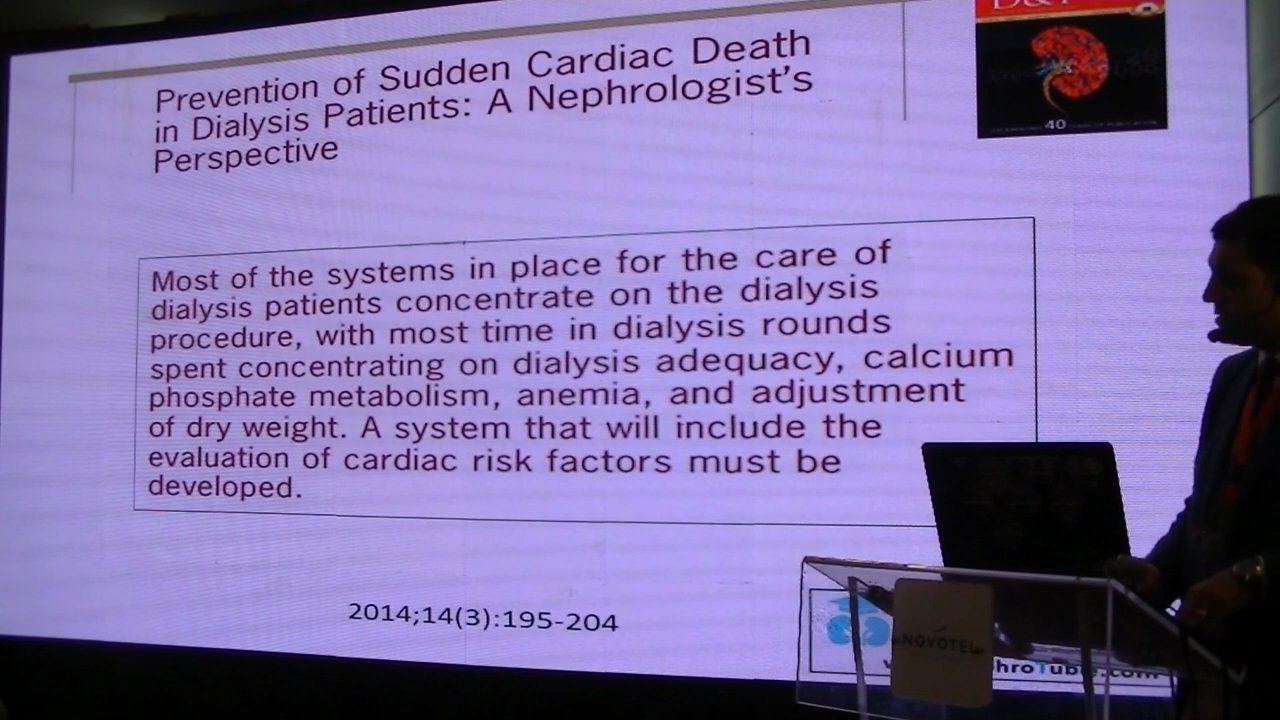 Prevention of Sudden Cardiac Death
in Dialysis Patients: A Nephrologist's
Perspective
40
Most of the systems in place for the care of
dialysis patients concentrate on the dialysis
procedure, with most time in dialysis rounds
spent concentrating on dialysis adequacy, calcium
phosphate metabolism, anemia, and adjustment
of dry weight. A system that will include the
evaluation of cardiac risk factors must be
developed.
2014;14(3):195-204
NOVOTEL